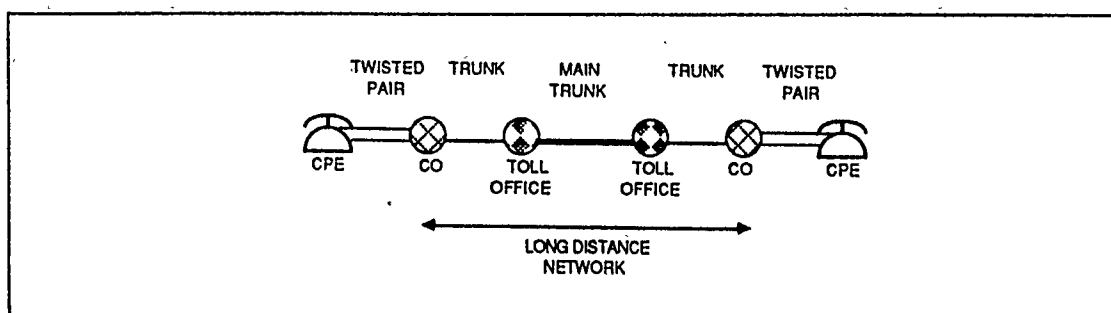 TWISTED PAIR
TRUNK
MAIN TRUNK
TRUNK
TWISTED PAIR
CPE
CO
TOLL OFFICE
TOLL OFFICE
CO
CPE
LONG DISTANCE
NETWORK